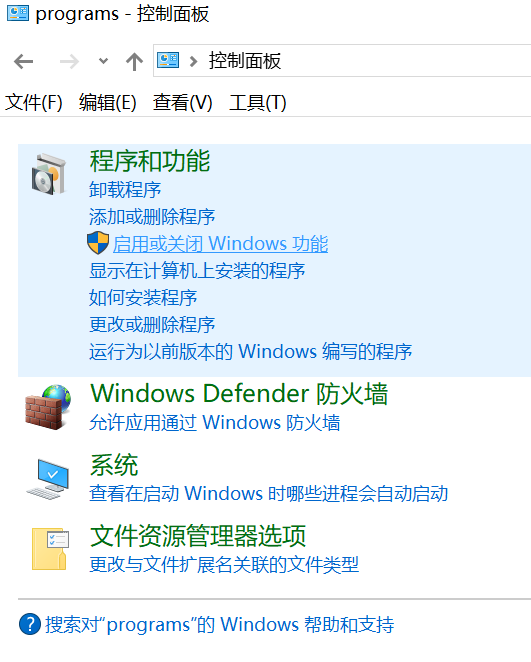 programs - 控制面板
控制面板
文件(F) 编辑(E) 查看(V) 工具(T)
程序和功能
卸载程序
添加或删除程序
启用或关闭 Windows 功能
显示在计算机上安装的程序
如何安装程序
更改或删除程序
运行为以前版本的 Windows 编写的程序
Windows Defender 防火墙
允许应用通过 Windows 防火墙
系统
查看在启动 Windows 时哪些进程会自动启动
文件资源管理器选项
更改与文件扩展名关联的文件类型
搜索对“programs”的 Windows 帮助和支持